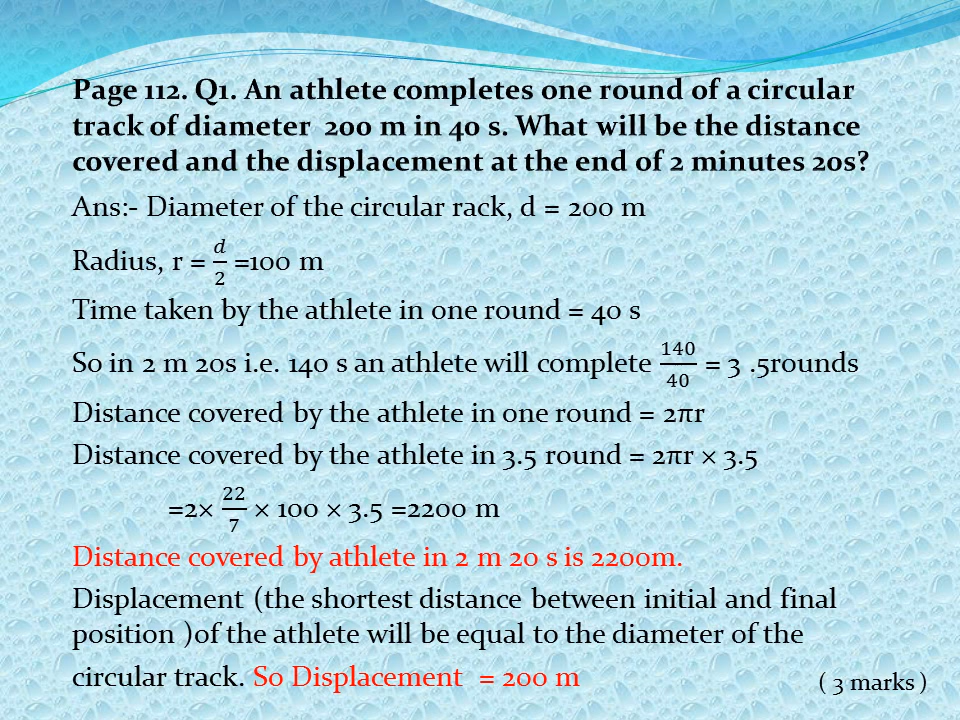 Page 112. Q1. An athlete completes one round of a circular
track of diameter 200 m in 40 s. What will be the distance
covered and the displacement at the end of 2 minutes 20s?
Ans:- Diameter of the circular rack, d = 200 m
Radius, r = 𝑑/2 =100 m
Time taken by the athlete in one round = 40 s
So in 2 m 20s i.e. 140 s an athlete will complete 140/40 = 3 .5rounds
Distance covered by the athlete in one round = 2πr
Distance covered by the athlete in 3.5 round = 2πr × 3.5
=2× 22/7 × 100 × 3.5 =2200 m
Distance covered by athlete in 2 m 20 s is 2200m.
Displacement (the shortest distance between initial and final
position )of the athlete will be equal to the diameter of the
circular track. So Displacement = 200 m
( 3 marks )